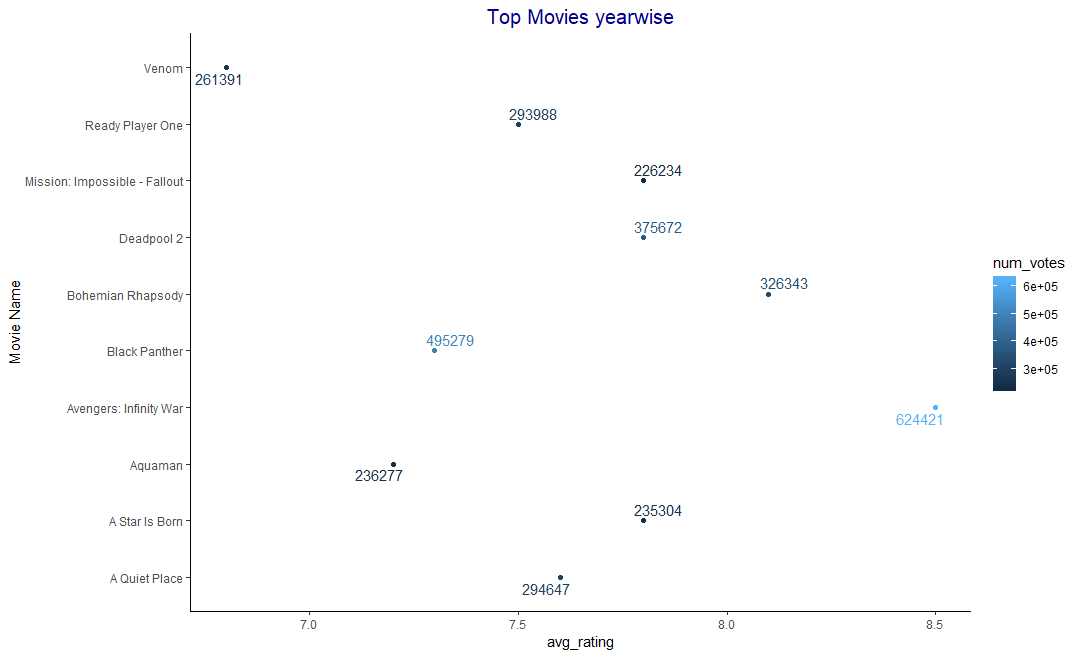 Top Movies yearwise
Venom
261391
Ready Player One
293988
Mission: Impossible - Fallout
226234
Deadpool 2
375672
Bohemian Rhapsody
326343
Black Panther
495279
Avengers: Infinity War
624421
Aquaman
236277
A Star Is Born
235304
A Quiet Place
294647
Movie Name
7.0
7.5
8.0
8.5
avg_rating
num_votes
6e+05
5e+05
4e+05
3e+05